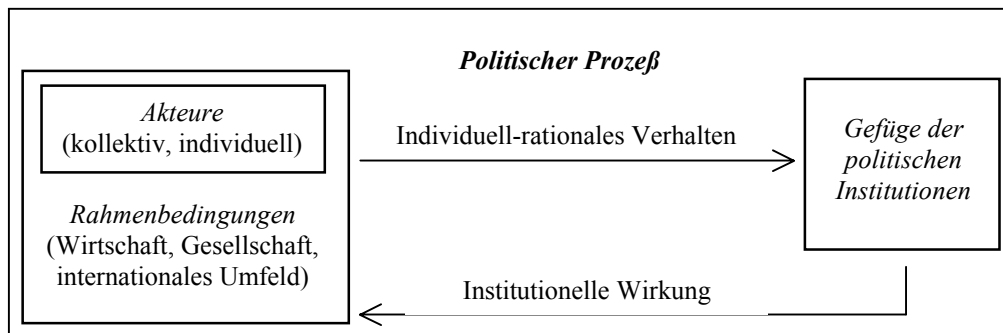 Politischer Prozeß
Akteure
(kollektiv, individuell)
Rahmenbedingungen
(Wirtschaft, Gesellschaft,
internationales Umfeld)
Individuell-rationales Verhalten
Gefüge der
politischen
Institutionen
Institutionelle Wirkung